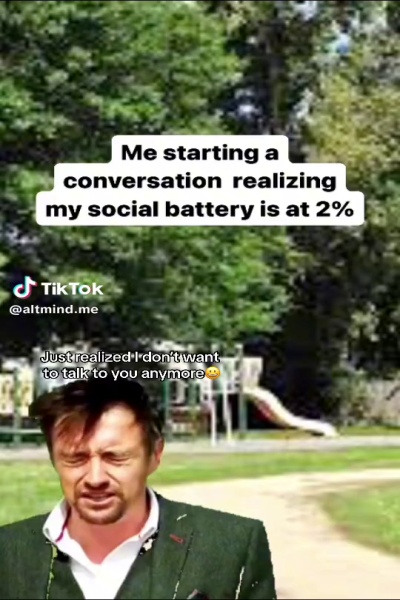 Me starting a
conversation realizing
my social battery is at 2%
TikTok
@altmind.me
Just realized I don't want
to talk to you anymore🥲